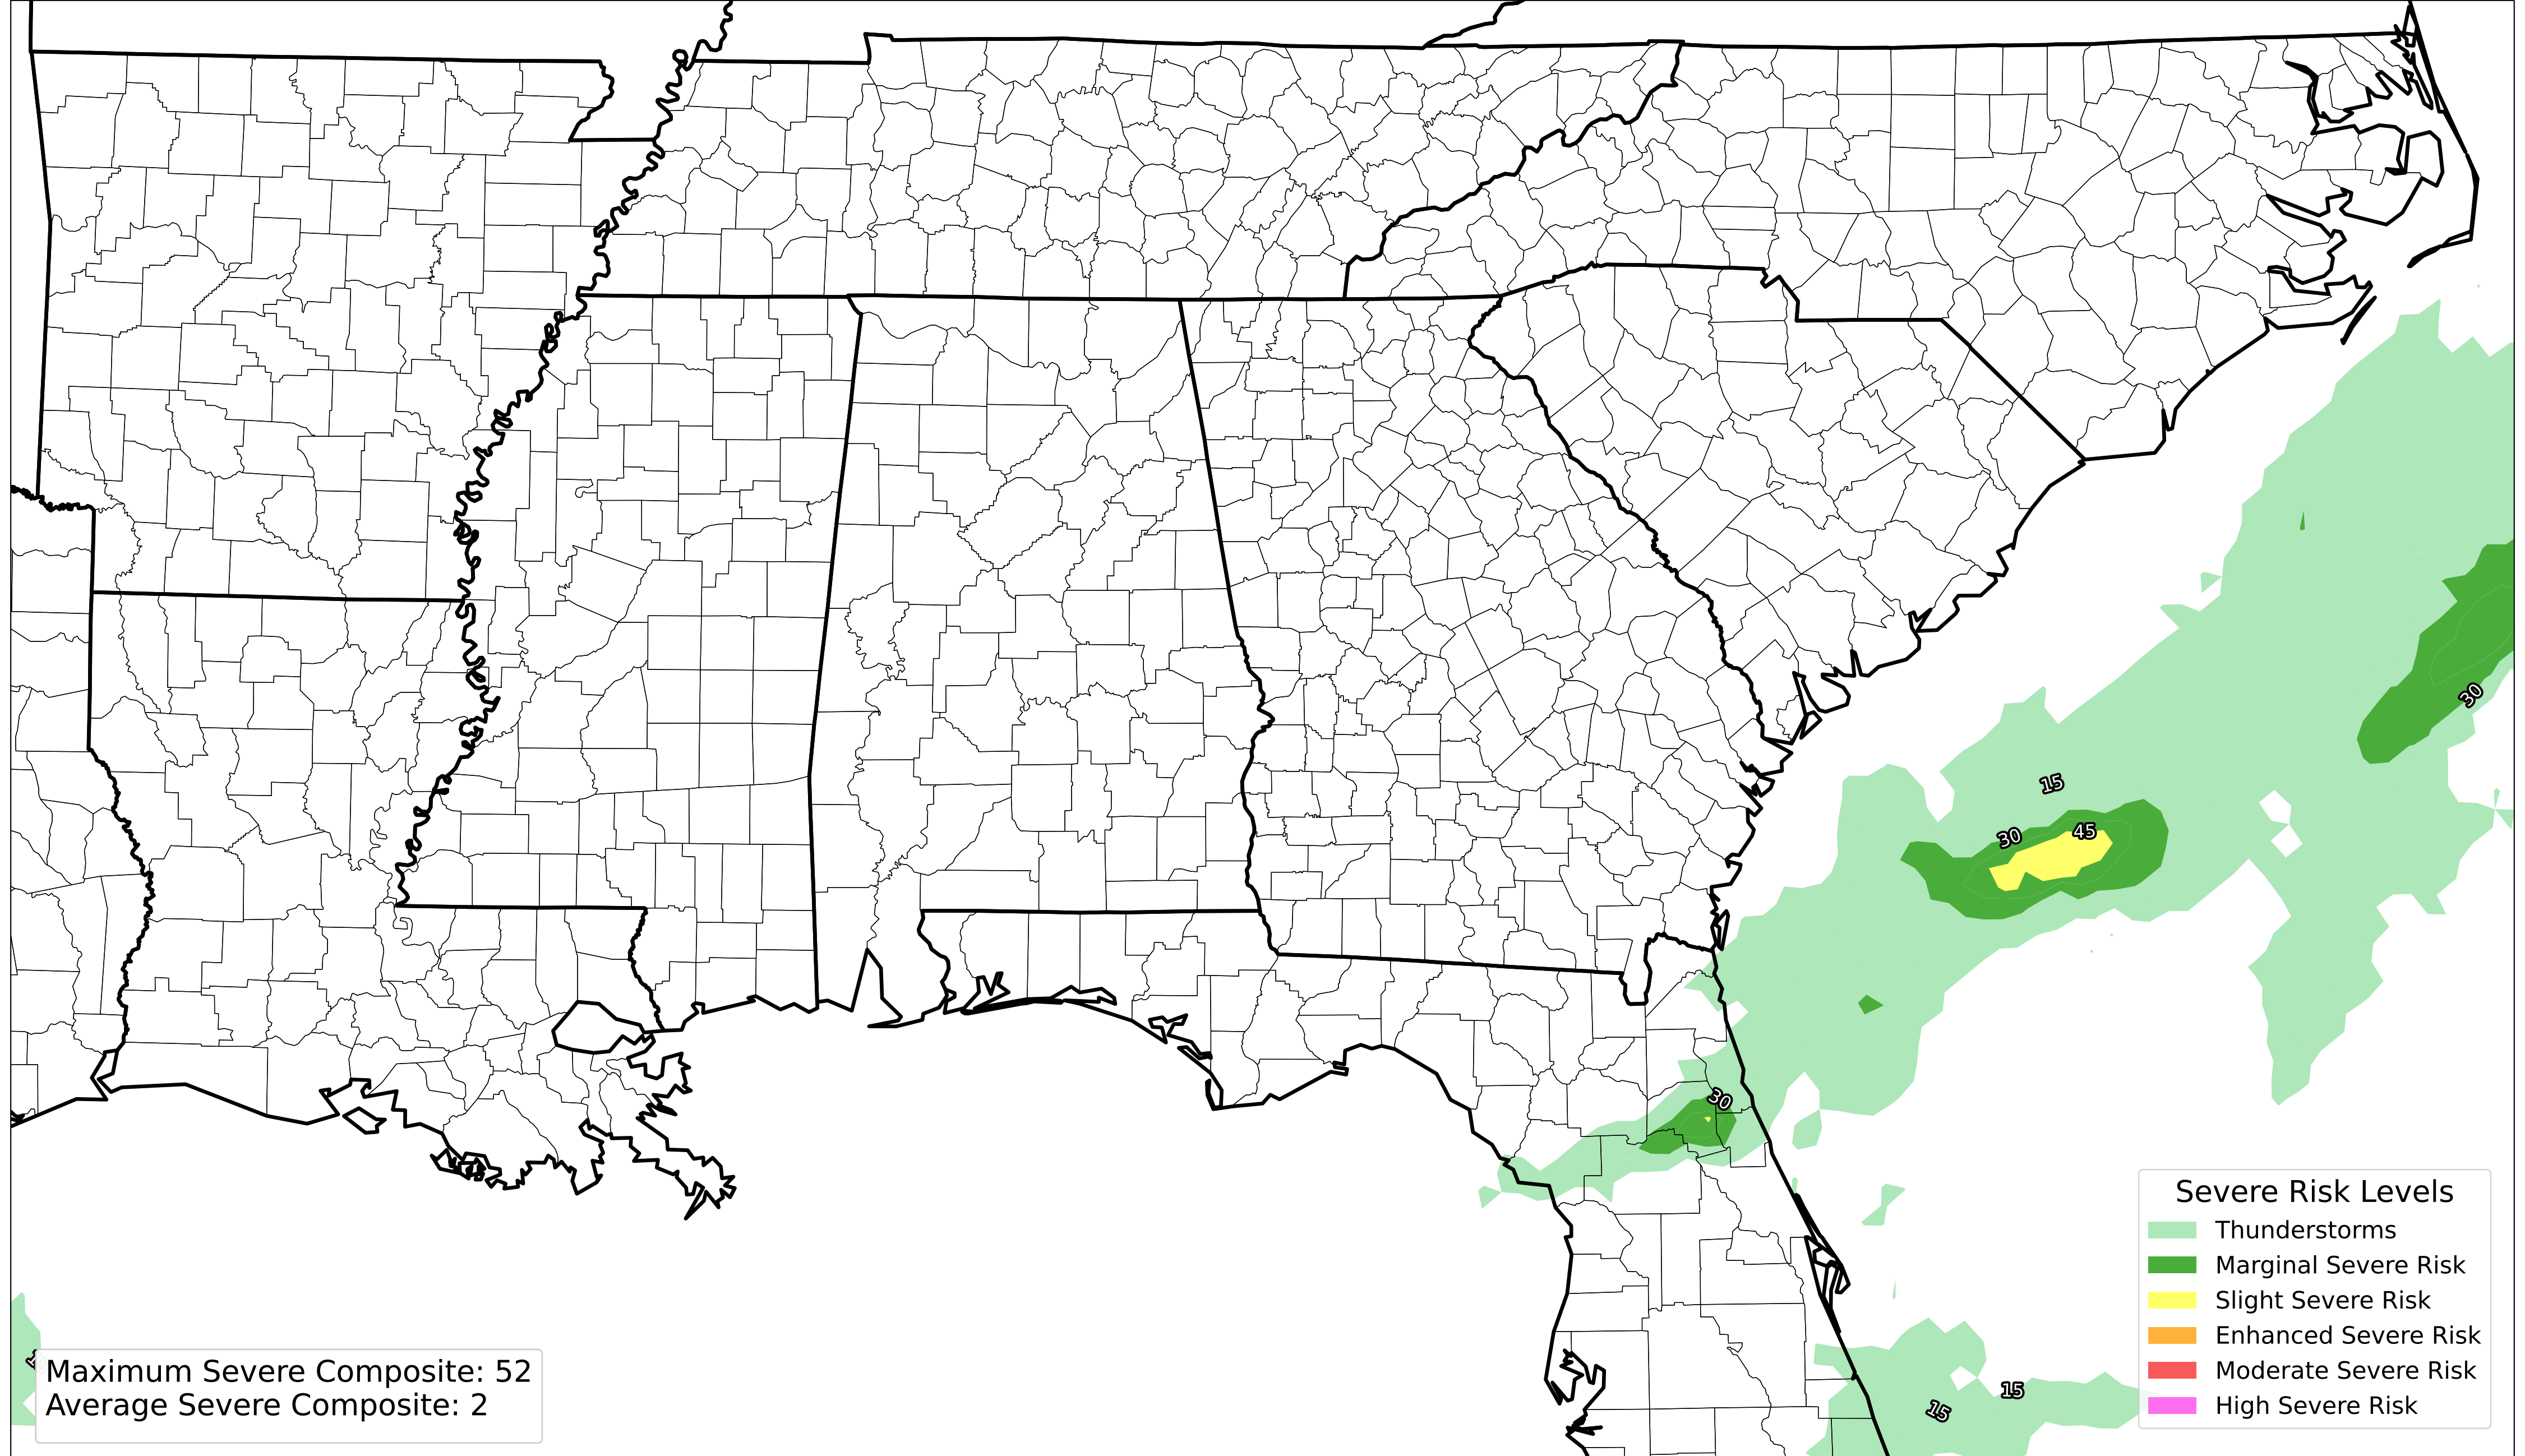 30
15
30
45
30
Severe Risk Levels
Thunderstorms
Marginal Severe Risk
Slight Severe Risk
Enhanced Severe Risk
Moderate Severe Risk
High Severe Risk
Maximum Severe Composite: 52
Average Severe Composite: 2
15
15